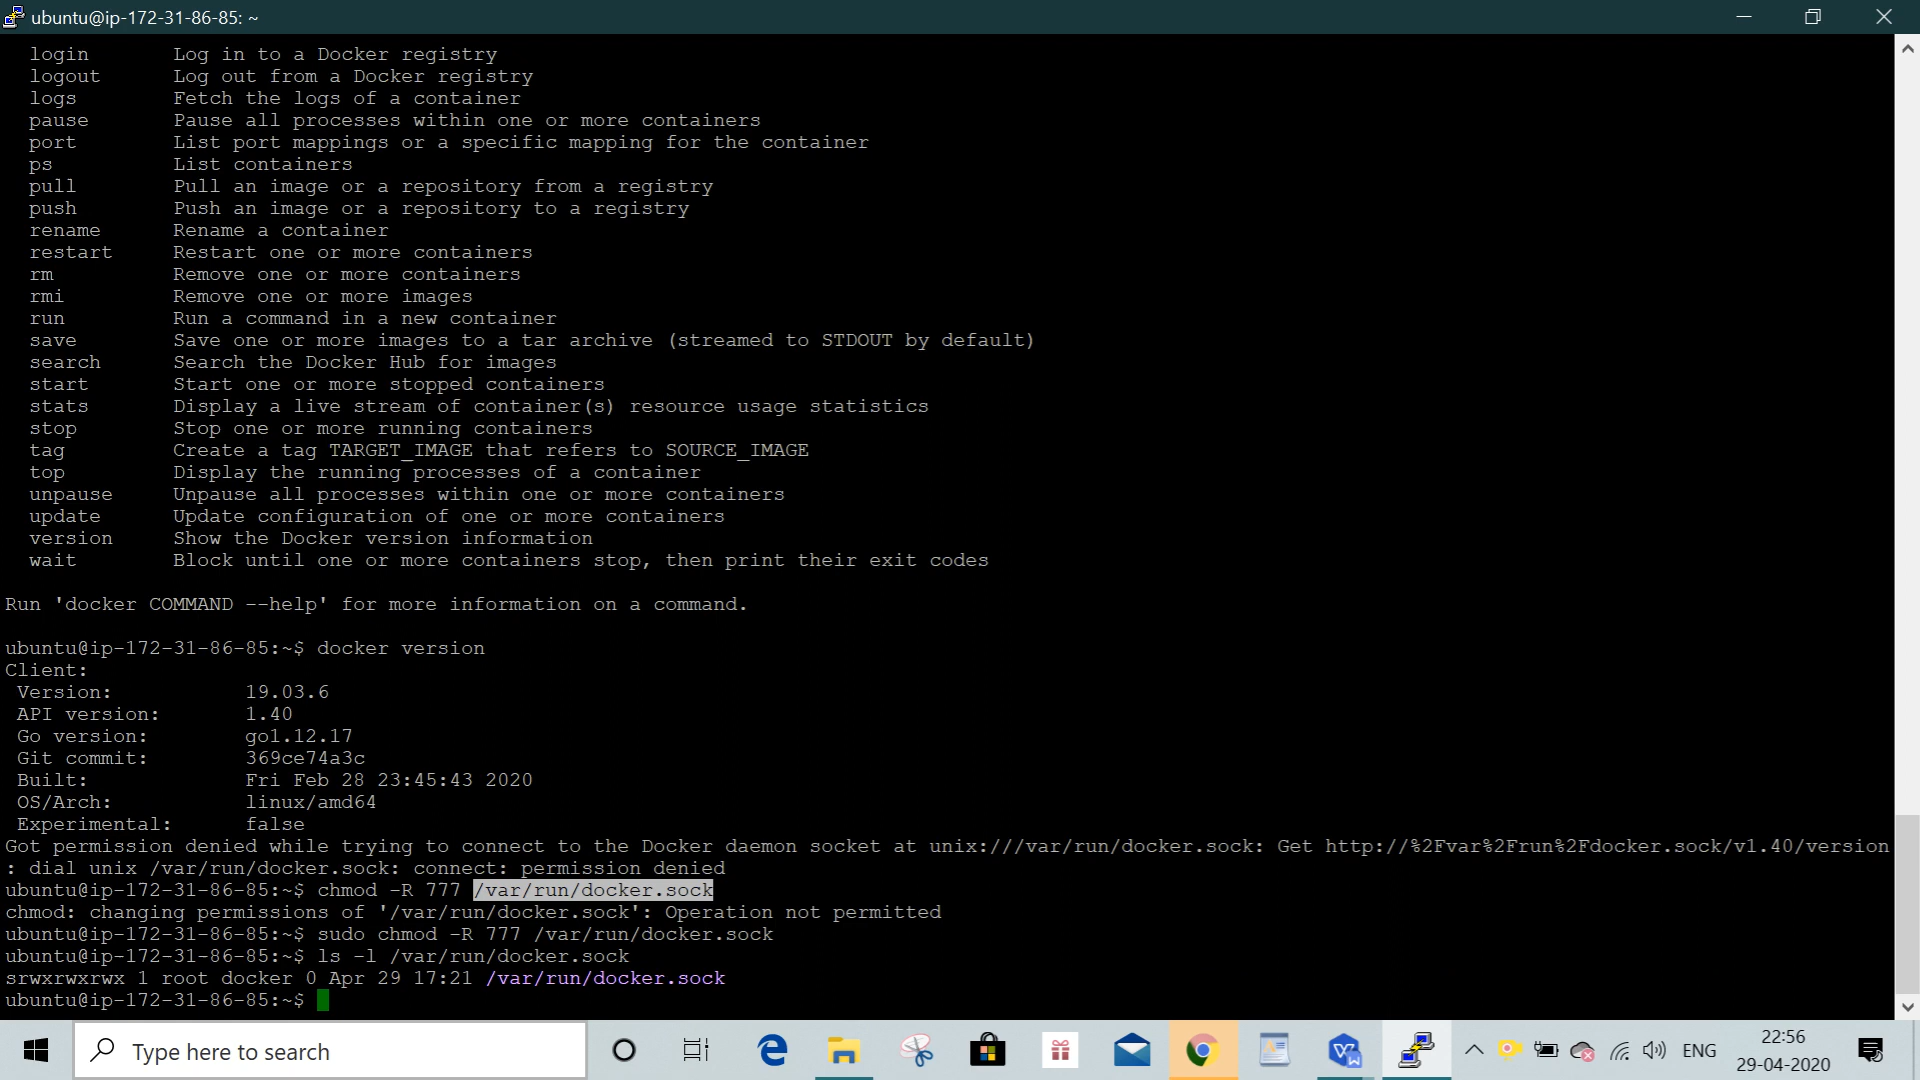 ubuntu@ip-172-31-86-85: ~
login Log in to a Docker registry
logout Log out from a Docker registry
logs Fetch the logs of a container
pause Pause all processes within one or more containers
port List port mappings or a specific mapping for the container
ps List containers
pull Pull an image or a repository from a registry
push Push an image or a repository to a registry
rename Rename a container
restart Restart one or more containers
rm Remove one or more containers
rmi Remove one or more images
run Run a command in a new container
save Save one or more images to a tar archive (streamed to STDOUT by default)
search Search the Docker Hub for images
start Start one or more stopped containers
stats Display a live stream of container(s) resource usage statistics
stop Stop one or more running containers
tag Create a tag TARGET_IMAGE that refers to SOURCE_IMAGE
top Display the running processes of a container
unpause Unpause all processes within one or more containers
update Update configuration of one or more containers
version Show the Docker version information
wait Block until one or more containers stop, then print their exit codes
Run 'docker COMMAND --help' for more information on a command.
ubuntu@ip-172-31-86-85:~$ docker version
Client:
Version: 19.03.6
API version: 1.40
Go version: go1.12.17
Git commit: 369ce74a3c
Built: Fri Feb 28 23:45:43 2020
OS/Arch: linux/amd64
Experimental: false
Got permission denied while trying to connect to the Docker daemon socket at unix:///var/run/docker.sock: Get http://%2Fvar%2Frun%2Fdocker.sock/v1.40/version
: dial unix /var/run/docker.sock: connect: permission denied
ubuntu@ip-172-31-86-85:~$ chmod -R 777 /var/run/docker.sock
chmod: changing permissions of '/var/run/docker.sock': Operation not permitted
ubuntu@ip-172-31-86-85:~$ sudo chmod -R 777 /var/run/docker.sock
ubuntu@ip-172-31-86-85:~$ ls -l /var/run/docker.sock
srwxrwxrwx 1 root docker 0 Apr 29 17:21 /var/run/docker.sock
ubuntu@ip-172-31-86-85:~$
Type here to search
ENG
22:56
29-04-2020